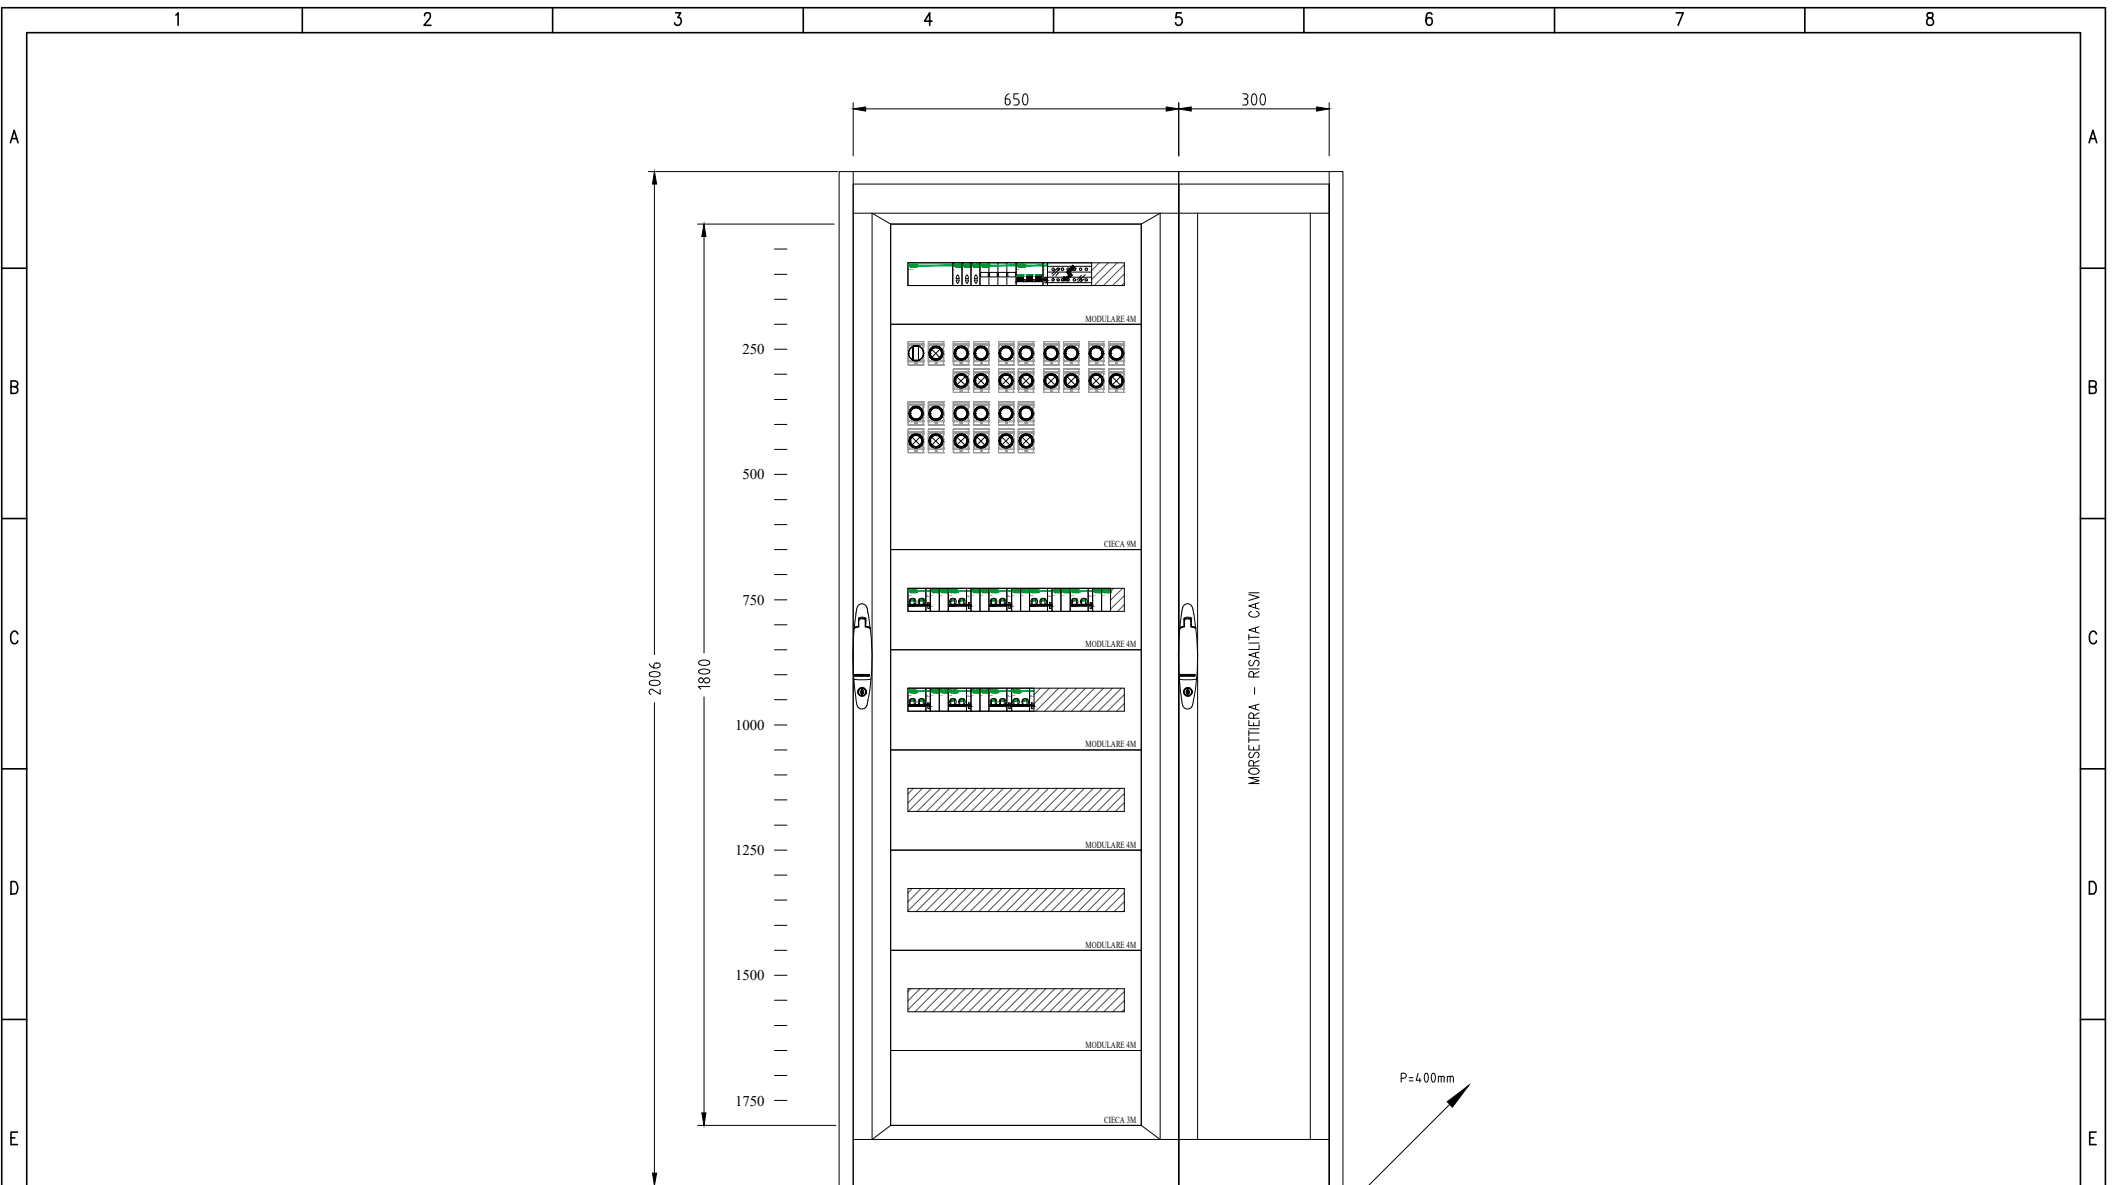 1 2 3 4 5 6 7 8
650 300
A A
MODULARE 4M
250
B B
500
CIECA 9M
750
MODULARE 4M
C C
2006
1800
MORSETTIERA - RISALITA CAVI
1000
MODULARE 4M
1250
MODULARE 4M
D D
MODULARE 4M
1500
MODULARE 4M
P=400mm
1750
CIECA 3M
E E